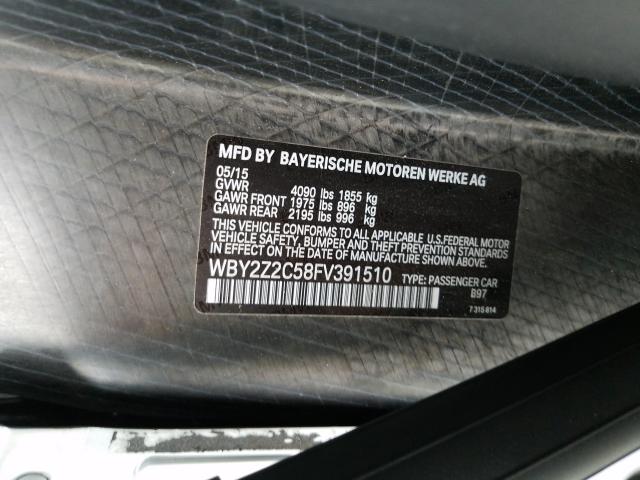 MFD BY BAYERISCHE MOTOREN WERKE AG
05/15
GVWR 4090 lbs 1855 kg
GAWR FRONT 1975 lbs 896 kg
GAWR REAR 2195 lbs 996 kg
THIS VEHICLE CONFORMS TO ALL APPLICABLE U.S.FEDERAL MOTOR
VEHICLE SAFETY, BUMPER AND THEFT PREVENTION STANDARDS
IN EFFECT ON THE DATE OF MANUFACTURE SHOWN ABOVE.
WBY2Z2C58FV391510 TYPE: PASSENGER CAR
B97
7 315 814